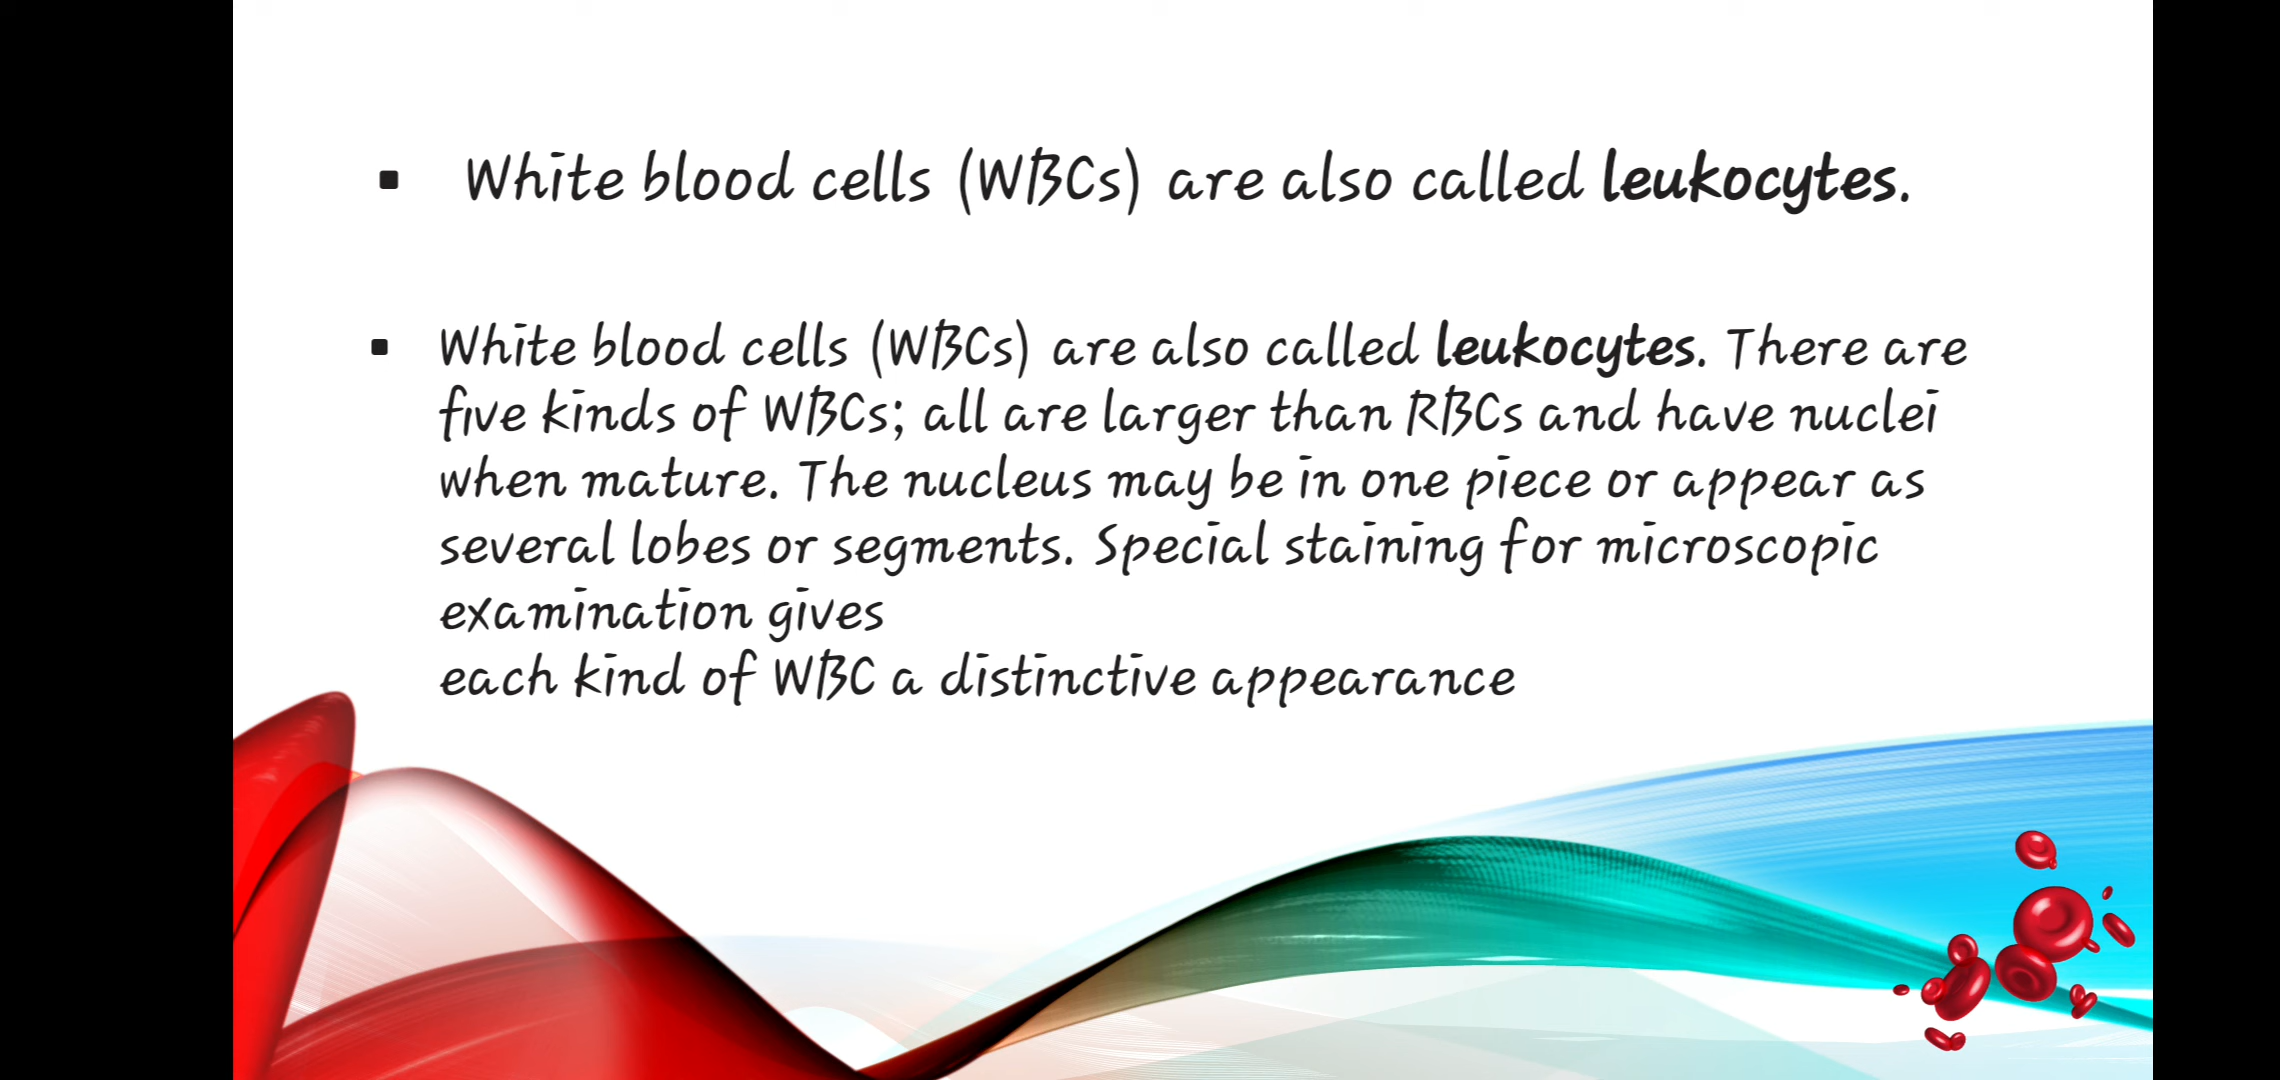 ▪ White blood cells (WBCs) are also called leukocytes.
▪ White blood cells (WBCs) are also called leukocytes. There are
five kinds of WBCs; all are larger than RBCs and have nuclei
when mature. The nucleus may be in one piece or appear as
several lobes or segments. Special staining for microscopic
examination gives
each kind of WBC a distinctive appearance